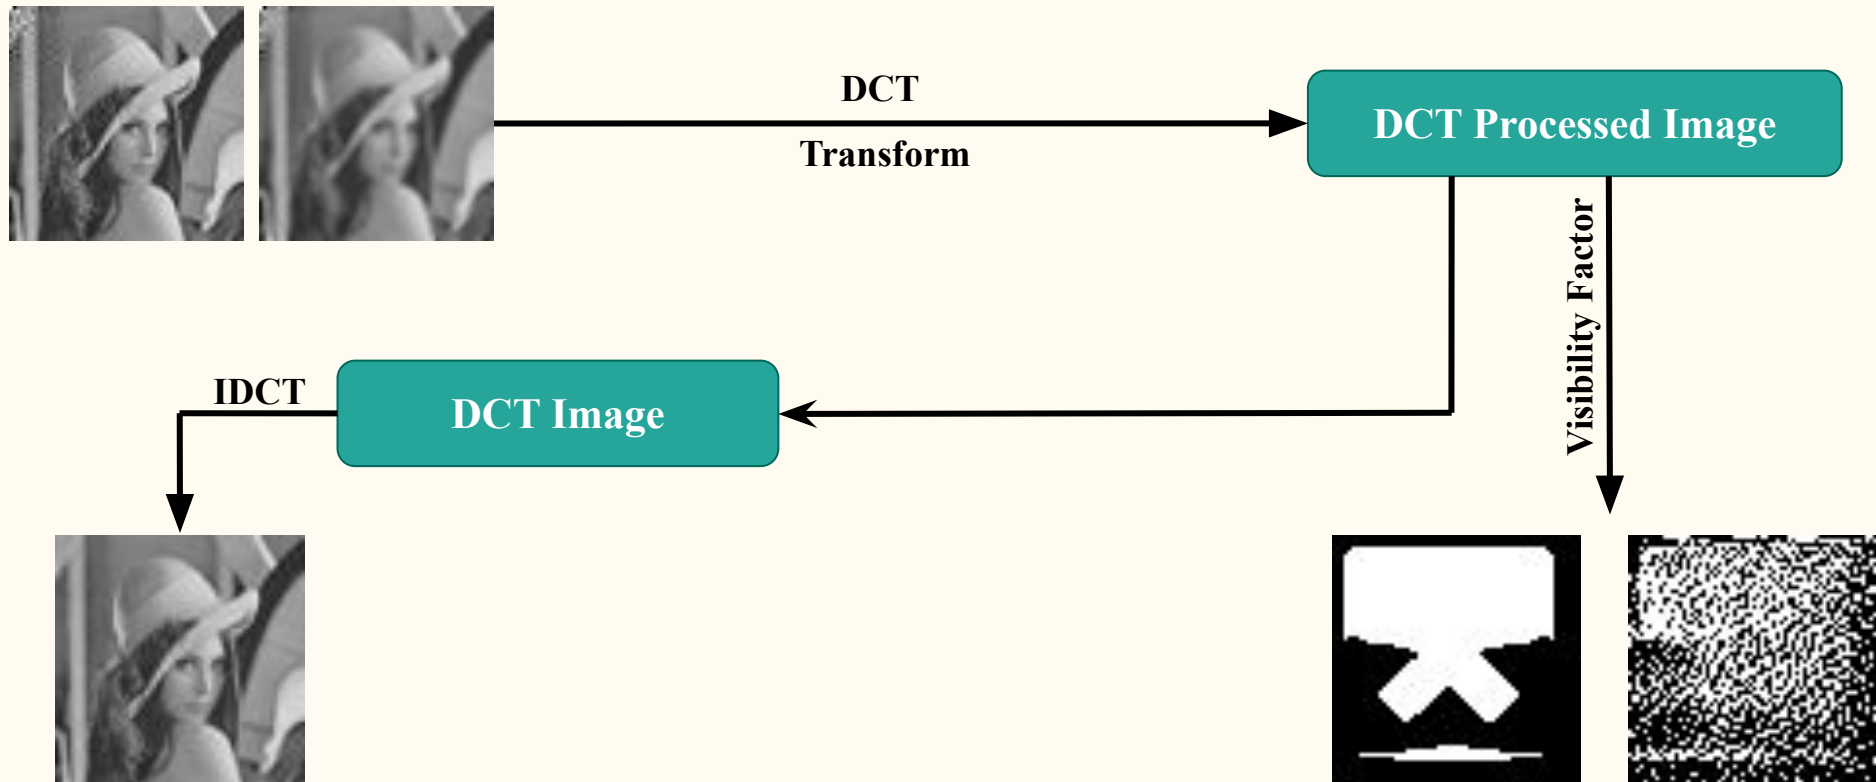 DCT
Transform
DCT Processed Image
Visibility Factor
IDCT
DCT Image